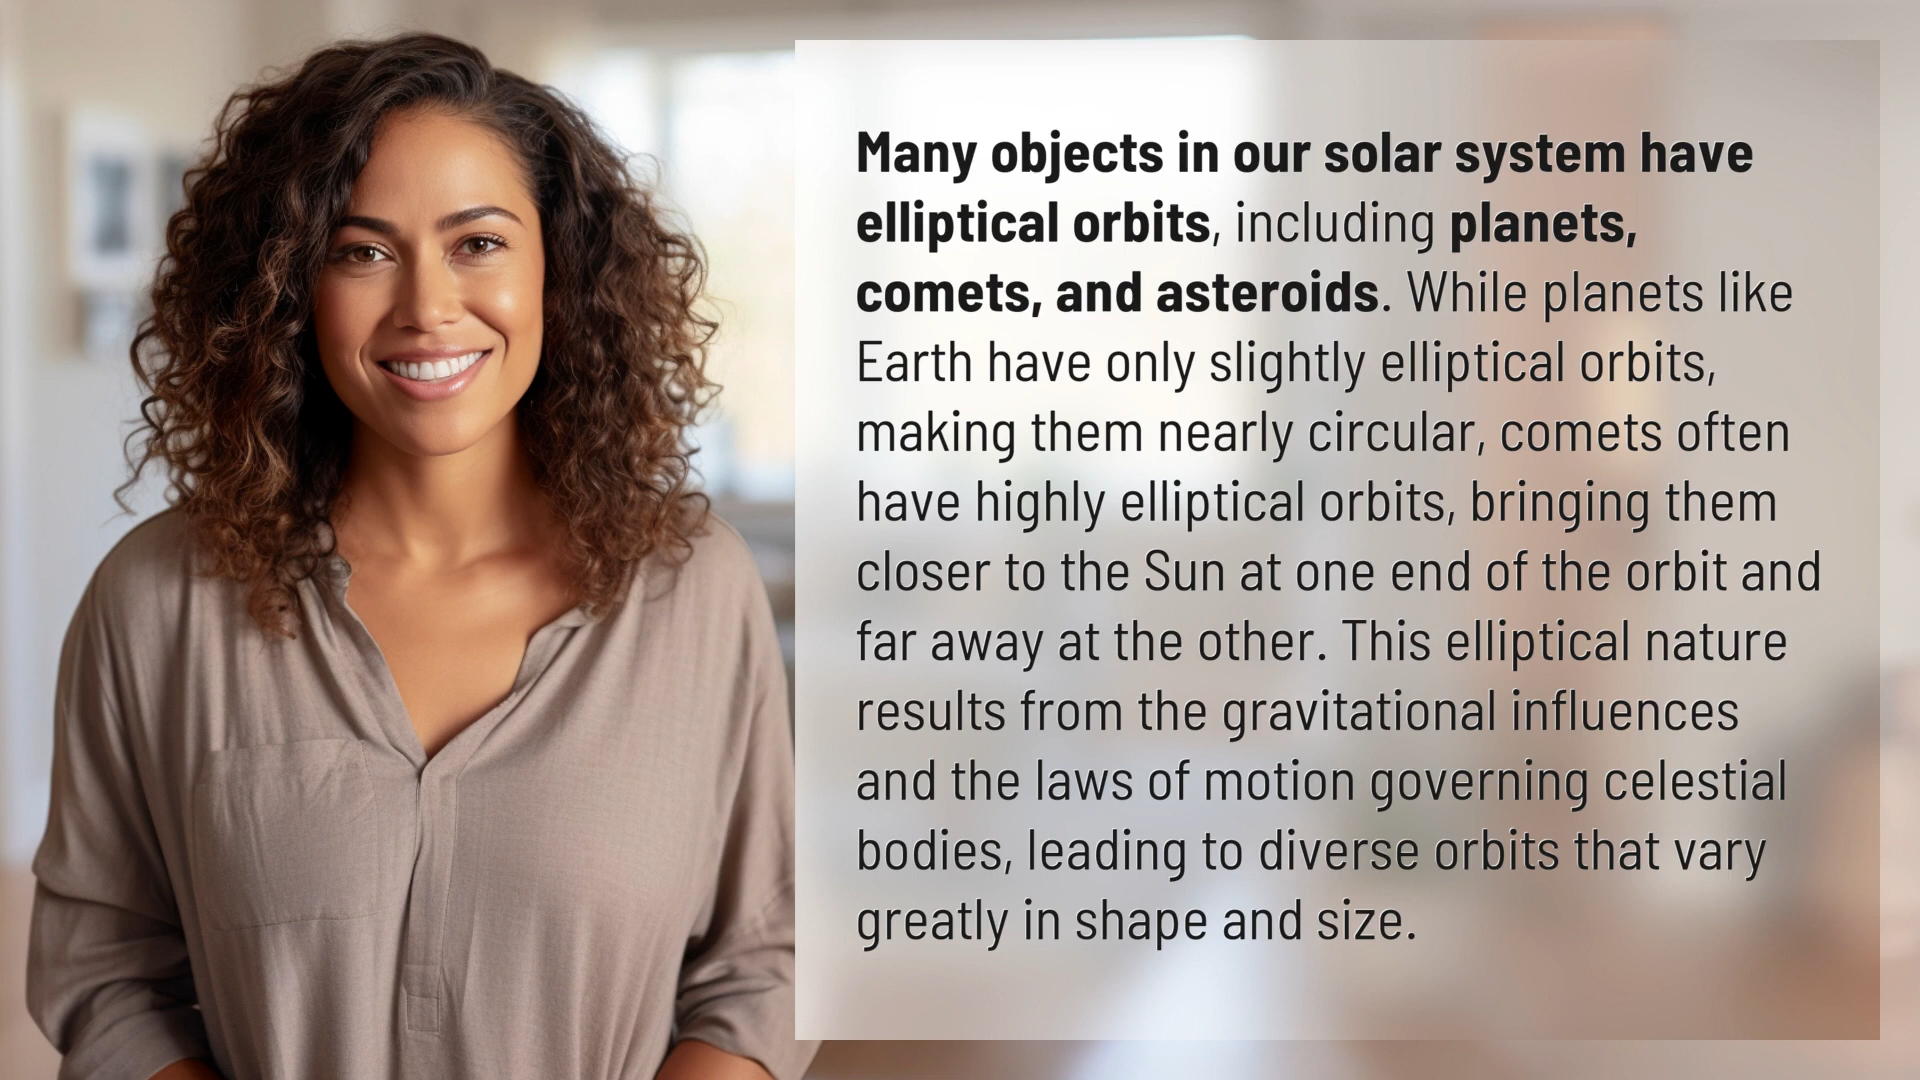 Many objects in our solar system have
elliptical orbits, including planets,
comets, and asteroids. While planets like
Earth have only slightly elliptical orbits,
making them nearly circular, comets often
have highly elliptical orbits, bringing them
closer to the Sun at one end of the orbit and
far away at the other. This elliptical nature
results from the gravitational influences
and the laws of motion governing celestial
bodies, leading to diverse orbits that vary
greatly in shape and size.